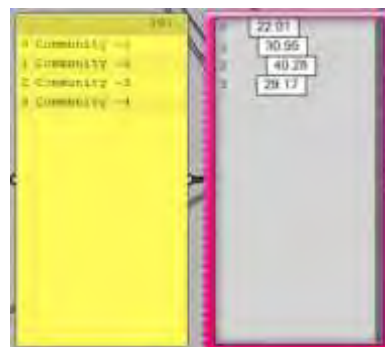 0 Community -1
1 Community -2
2 Community -3
3 Community -4
0 22.01
1 30.55
2 40.28
3 29.17